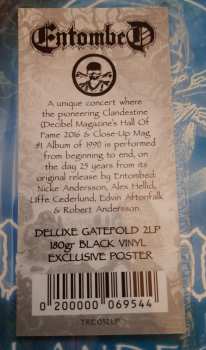 Entombed
A unique concert where
the pioneering Clandestine
(Decibel Magazine's Hall Of
Fame 2016 & Close-Up Mag
#1 Album of 1991) is performed
from beginning to end, on
the day 25 years from its
original release by Entombed.
Nicke Andersson, Alex Hellid,
Uffe Cederlund, Edvin Aftonfalk
& Robert Andersson.
DELUXE GATEFOLD 2LP
180gr BLACK VINYL
EXCLUSIVE POSTER
0 200000 069544
TRE052LP